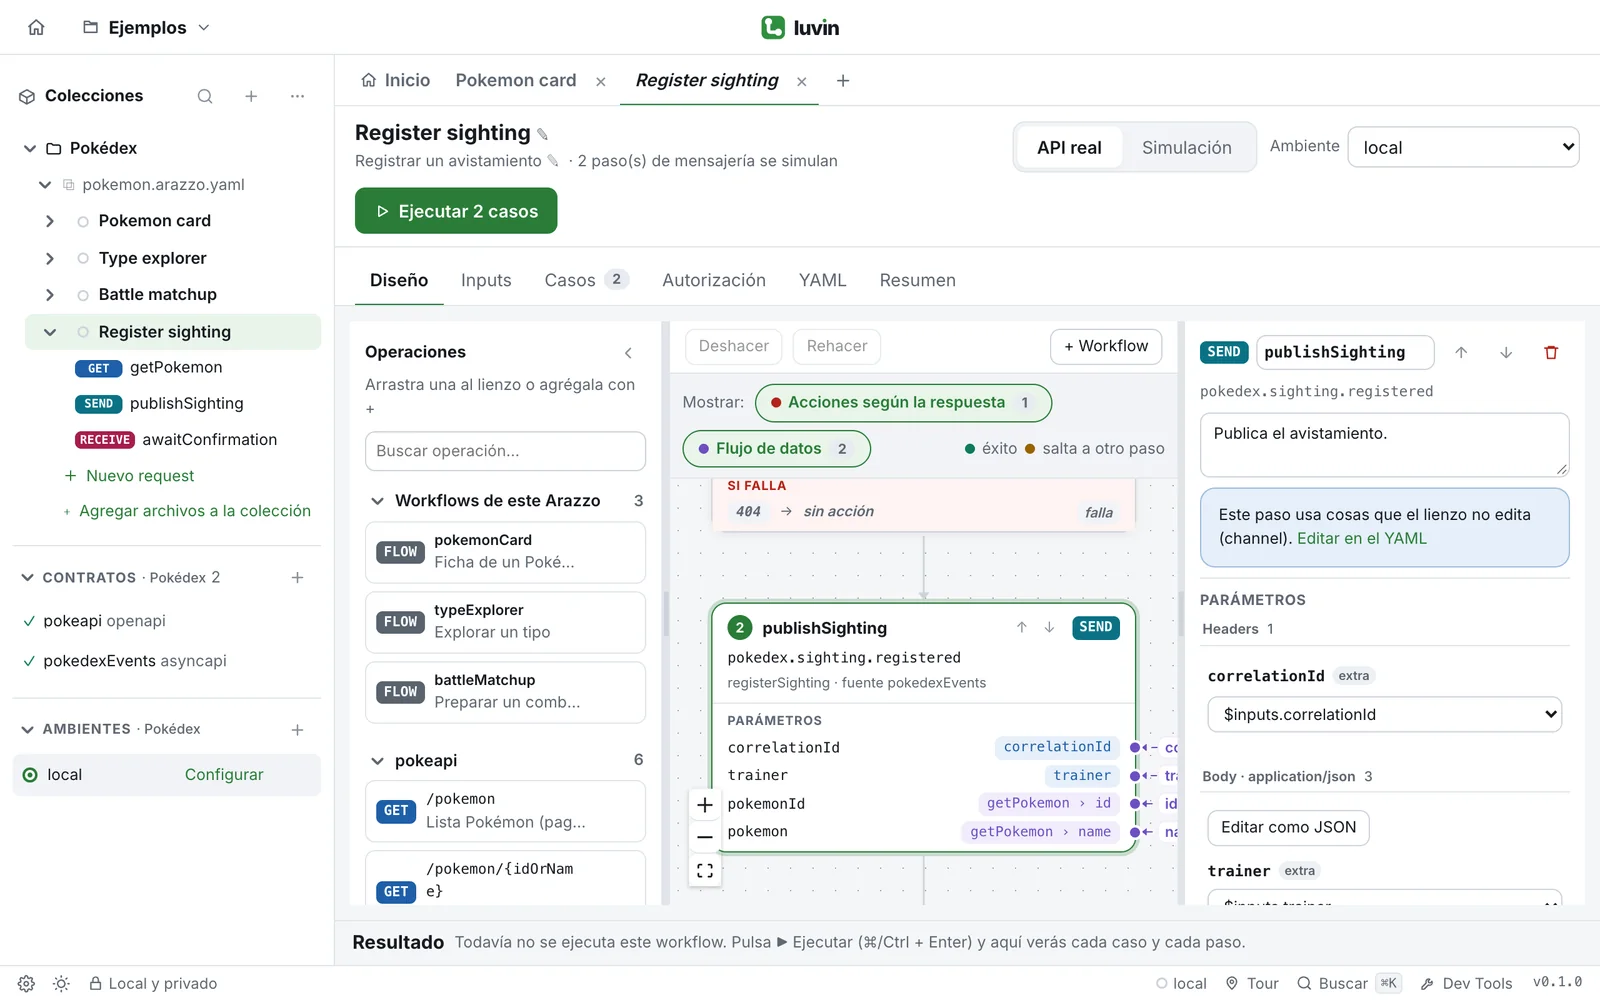 Ejemplos
luvin
Colecciones
Pokédex
pokemon.arazzo.yaml
Pokemon card
Type explorer
Battle matchup
Register sighting
GET getPokemon
SEND publishSighting
RECEIVE awaitConfirmation
+ Nuevo request
+ Agregar archivos a la colección
CONTRATOS · Pokédex 2
pokeapi openapi
pokedexEvents asyncapi
AMBIENTES · Pokédex
local Configurar
Inicio Pokemon card × Register sighting × +
Register sighting
Registrar un avistamiento · 2 paso(s) de mensajería se simulan
API real Simulación Ambiente local
Ejecutar 2 casos
Diseño Inputs Casos 2 Autorización YAML Resumen
Operaciones
Arrastra una al lienzo o agrégala con
+
Buscar operación...
Workflows de este Arazzo 3
FLOW pokemonCard
Ficha de un Poké...
FLOW typeExplorer
Explorar un tipo
FLOW battleMatchup
Preparar un comb...
pokeapi 6
GET /pokemon
Lista Pokémon (pag...
GET /pokemon/{idOrNam
e}
Deshacer Rehacer + Workflow
Mostrar: Acciones según la respuesta 1
Flujo de datos 2 éxito salta a otro paso
SI FALLA
404 → sin acción falla
2 publishSighting ↑ ↓ SEND
pokedex.sighting.registered
registerSighting · fuente pokedexEvents
PARÁMETROS
correlationId correlationId
trainer trainer
pokemonId getPokemon › id id
pokemon getPokemon › name
SEND publishSighting ↑ ↓
pokedex.sighting.registered
Publica el avistamiento.
Este paso usa cosas que el lienzo no edita
(channel). Editar en el YAML
PARÁMETROS
Headers 1
correlationId extra
$inputs.correlationId
Body · application/json 3
Editar como JSON
trainer extra
$inputs.trainer
Resultado Todavía no se ejecuta este workflow. Pulsa ▶ Ejecutar (⌘/Ctrl + Enter) y aquí verás cada caso y cada paso.
Local y privado
local Tour Buscar ⌘K Dev Tools v0.1.0